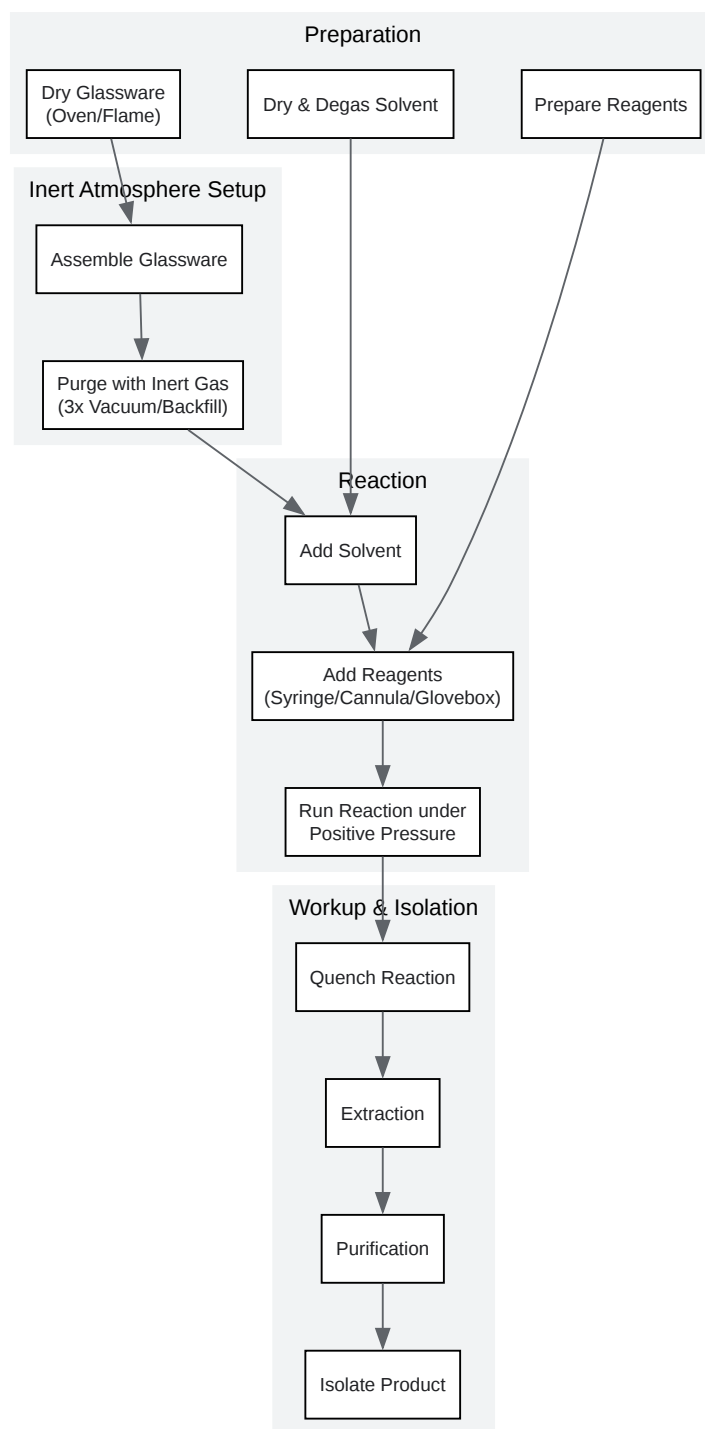 Preparation
Dry Glassware
(Oven/Flame)
Dry & Degas Solvent
Prepare Reagents
Inert Atmosphere Setup
Assemble Glassware
Purge with Inert Gas
(3x Vacuum/Backfill)
Reaction
Add Solvent
Add Reagents
(Syringe/Cannula/Glovebox)
Run Reaction under
Positive Pressure
Workup & Isolation
Quench Reaction
Extraction
Purification
Isolate Product